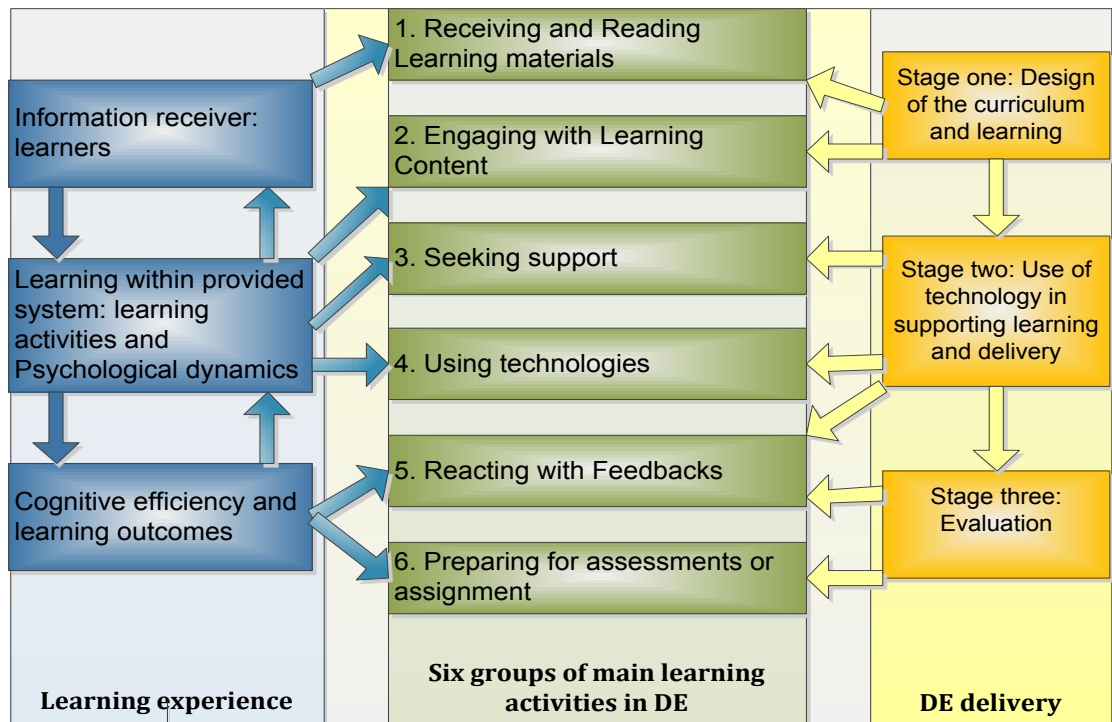 1. Receiving and Reading
Learning materials
Information receiver:
learners
Stage one: Design
of the curriculum
and learning
2. Engaging with Learning
Content
3. Seeking support
Learning within provided
system: learning
activities and
Psychological dynamics
Stage two: Use of
technology in
supporting learning
and delivery
4. Using technologies
5. Reacting with Feedbacks
Cognitive efficiency and
learning outcomes
Stage three:
Evaluation
6. Preparing for assessments or
assignment
Learning experience
Six groups of main learning
activities in DE
DE delivery